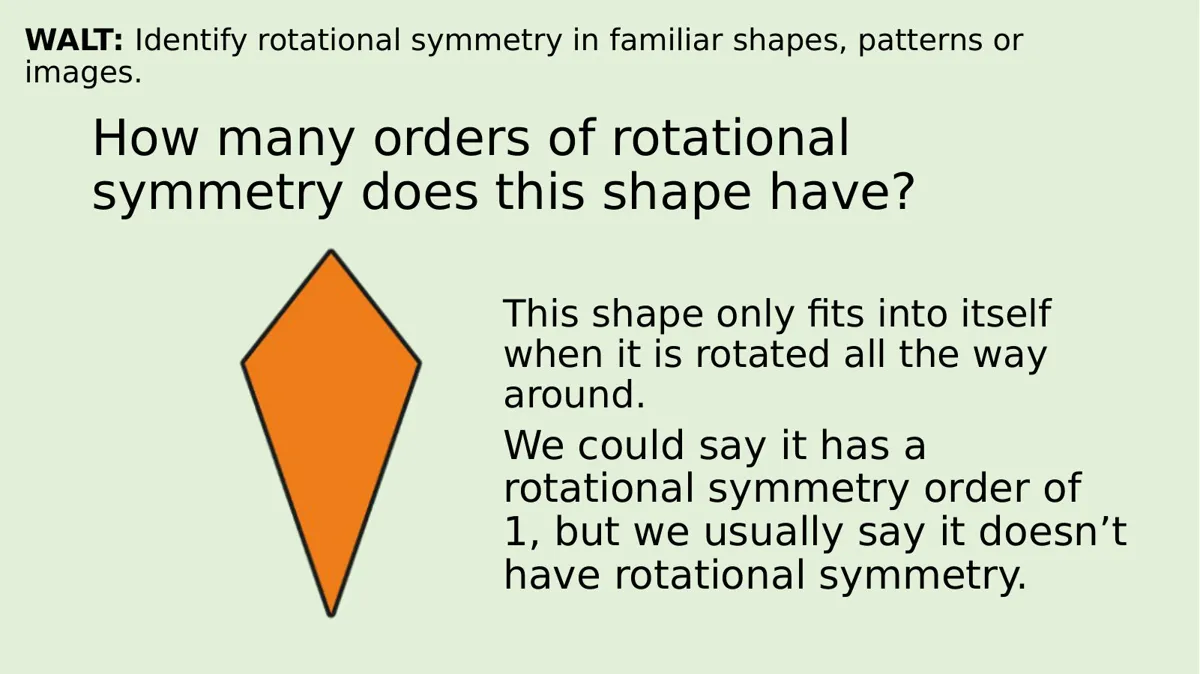 WALT: Identify rotational symmetry in familiar shapes, patterns or
images.
How many orders of rotational
symmetry does this shape have?
This shape only fits into itself
when it is rotated all the way
around.
We could say it has a
rotational symmetry order of
1, but we usually say it doesn’t
have rotational symmetry.